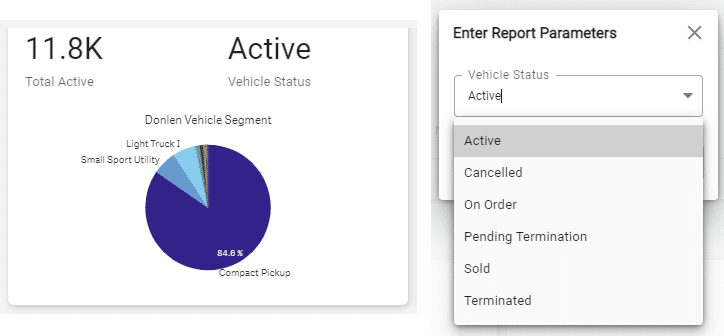 11.8K
Total Active
Active
Vehicle Status
Donlen Vehicle Segment
Light Truck I
Small Sport Utility
84.6 %
Compact Pickup
Enter Report Parameters
Vehicle Status
Active
Active
Cancelled
On Order
Pending Termination
Sold
Terminated